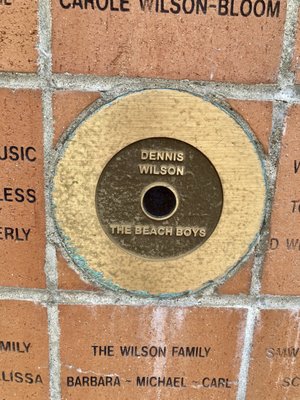 CAROLE WILSON-BLOOM
USIC
LESS
ERLY
DENNIS
WILSON
THE BEACH BOYS
MILY
LISSA
THE WILSON FAMILY
BARBARA ~ MICHAEL ~ CARL